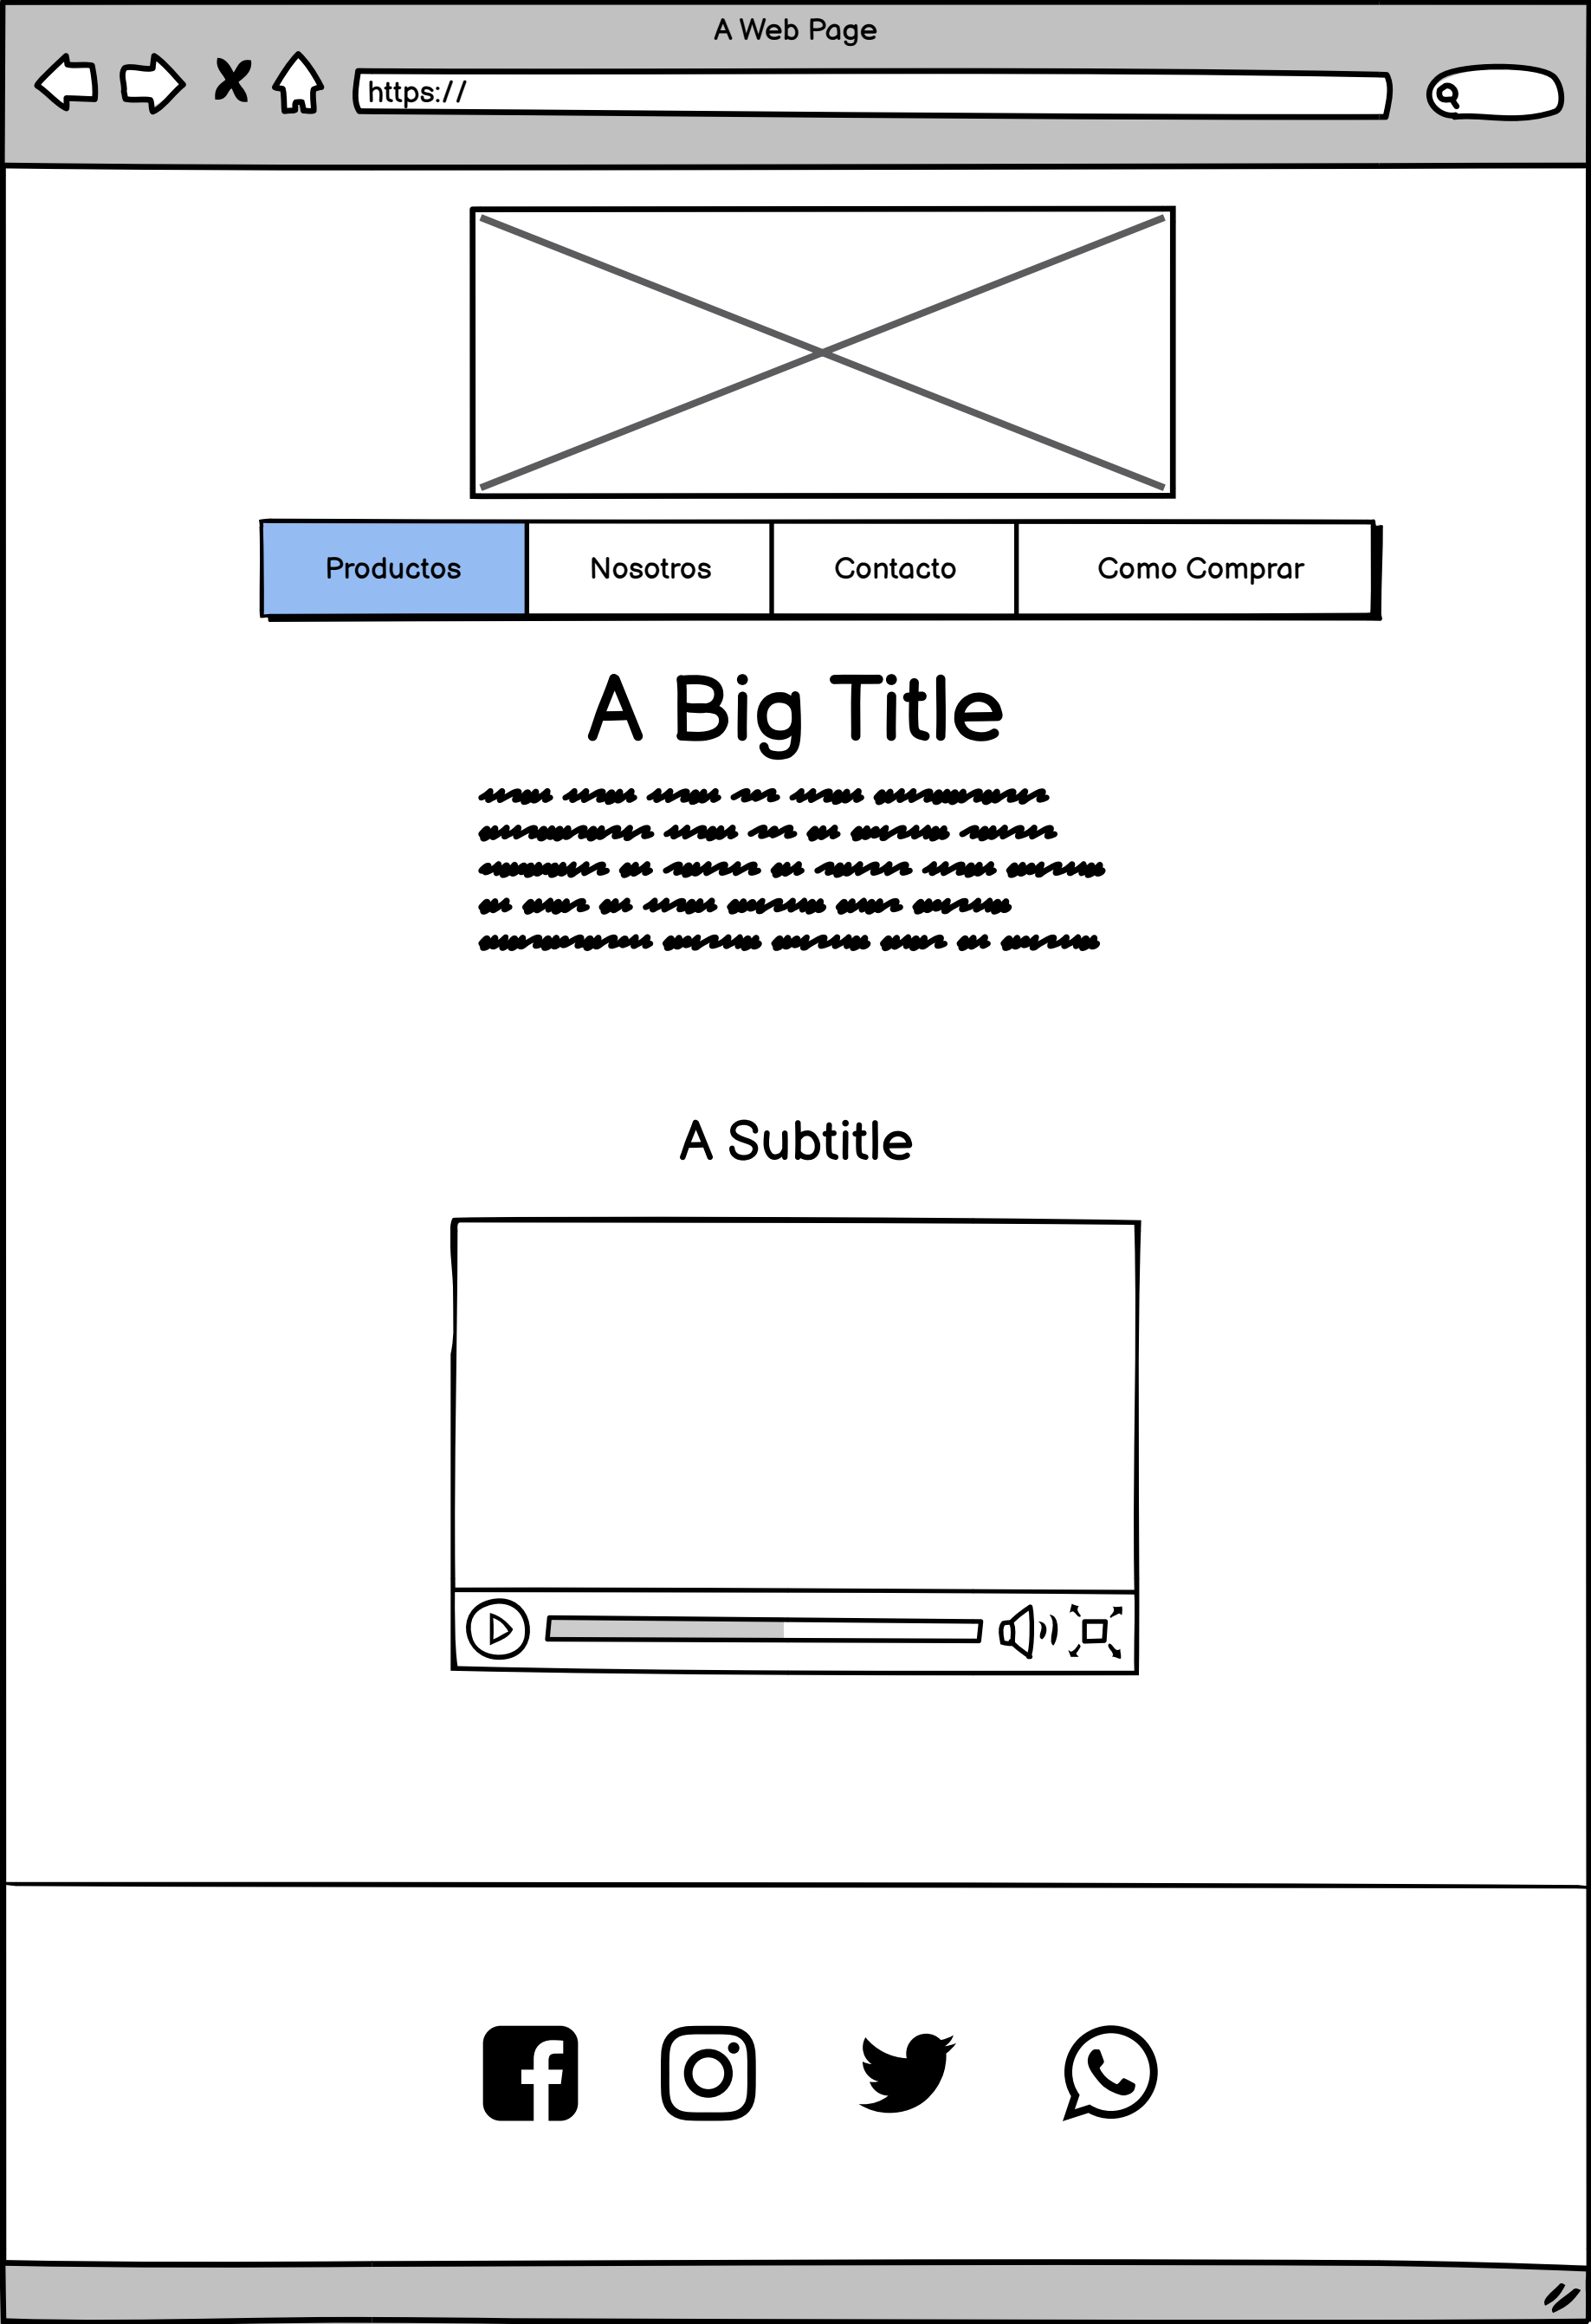 A Web Page
https://
Productos Nosotros Contacto Como Comprar
A Big Title
A Subtitle